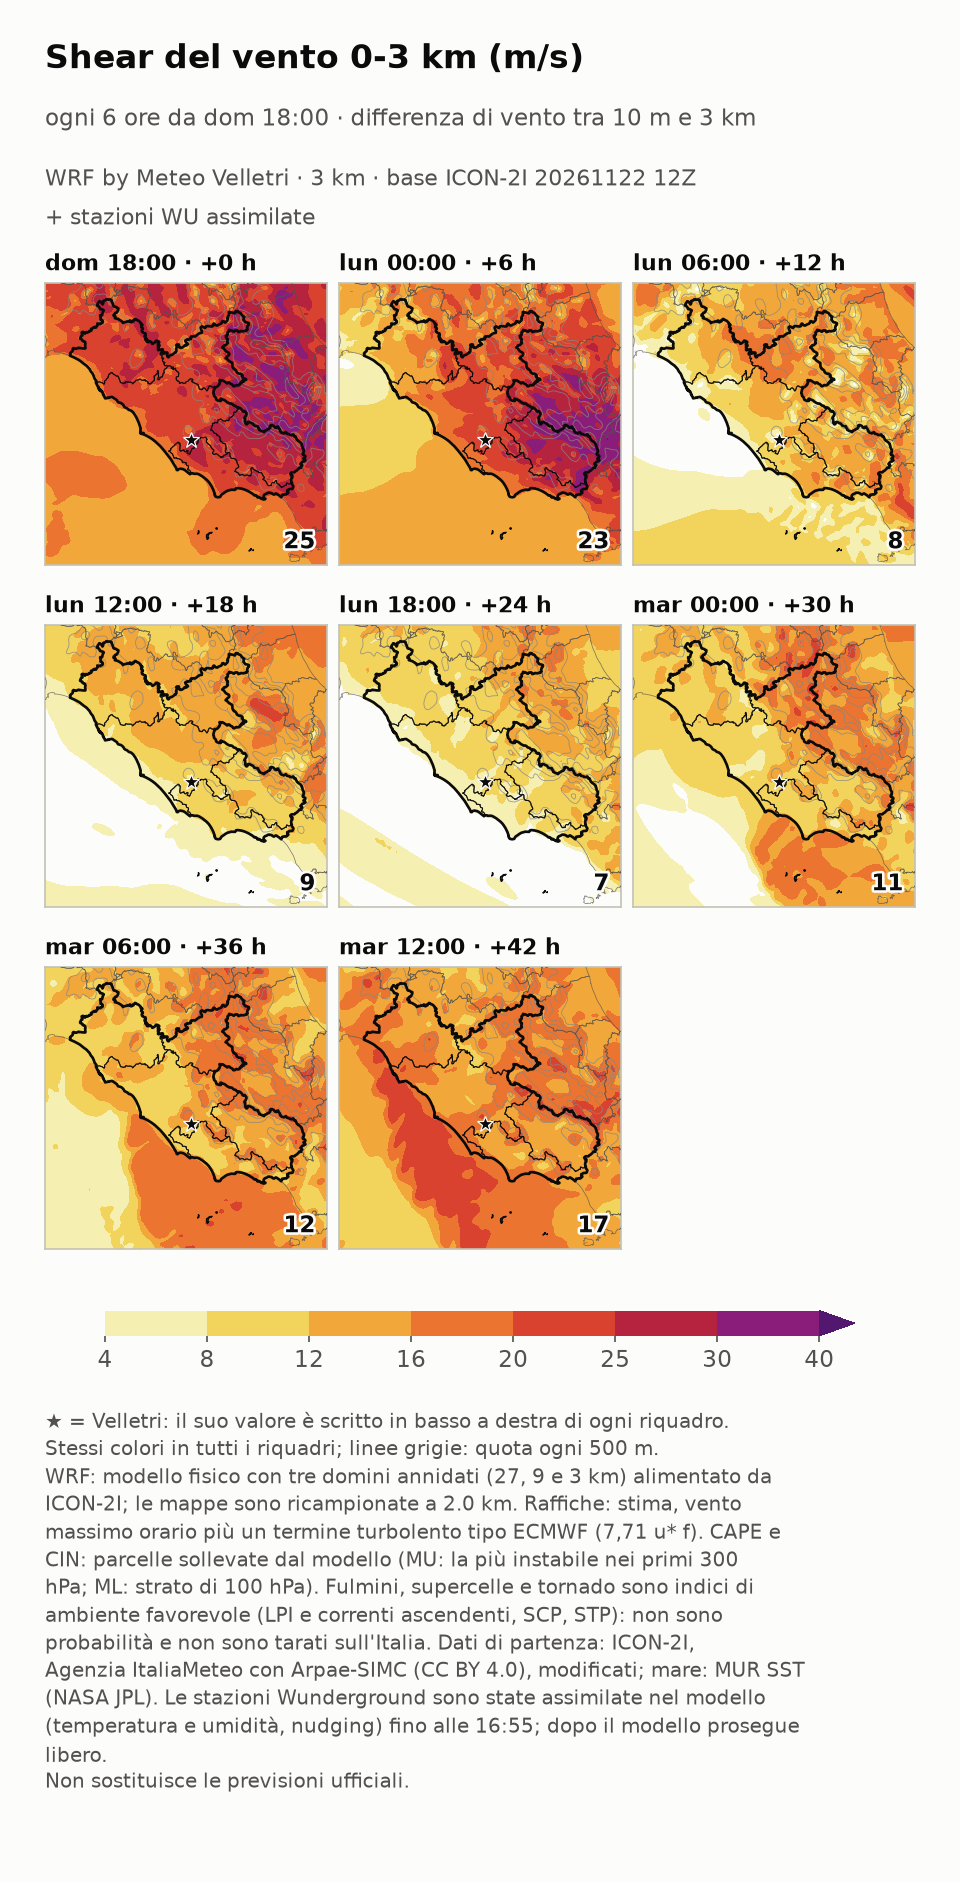 Shear del vento 0-3 km (m/s)
ogni 6 ore da dom 18:00 · differenza di vento tra 10 m e 3 km
WRF by Meteo Velletri · 3 km · base ICON-2I 20261122 12Z
+ stazioni WU assimilate
dom 18:00 · +0 h
lun 00:00 · +6 h
lun 06:00 · +12 h
25
23
8
lun 12:00 · +18 h
lun 18:00 · +24 h
mar 00:00 · +30 h
9
7
11
mar 06:00 · +36 h
mar 12:00 · +42 h
12
17
4 8 12 16 20 25 30 40
★ = Velletri: il suo valore è scritto in basso a destra di ogni riquadro.
Stessi colori in tutti i riquadri; linee grigie: quota ogni 500 m.
WRF: modello fisico con tre domini annidati (27, 9 e 3 km) alimentato da
ICON-2I; le mappe sono ricampionate a 2.0 km. Raffiche: stima, vento
massimo orario più un termine turbolento tipo ECMWF (7,71 u* f). CAPE e
CIN: parcelle sollevate dal modello (MU: la più instabile nei primi 300
hPa; ML: strato di 100 hPa). Fulmini, supercelle e tornado sono indici di
ambiente favorevole (LPI e correnti ascendenti, SCP, STP): non sono
probabilità e non sono tarati sull'Italia. Dati di partenza: ICON-2I,
Agenzia ItaliaMeteo con Arpae-SIMC (CC BY 4.0), modificati; mare: MUR SST
(NASA JPL). Le stazioni Wunderground sono state assimilate nel modello
(temperatura e umidità, nudging) fino alle 16:55; dopo il modello prosegue
libero.
Non sostituisce le previsioni ufficiali.